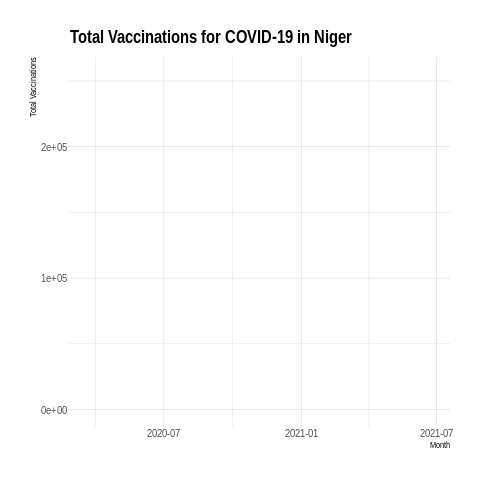 Total Vaccinations for COVID-19 in Niger
Total Vaccinations
2e+05
1e+05
0e+00
2020-07 2021-01 2021-07
Month